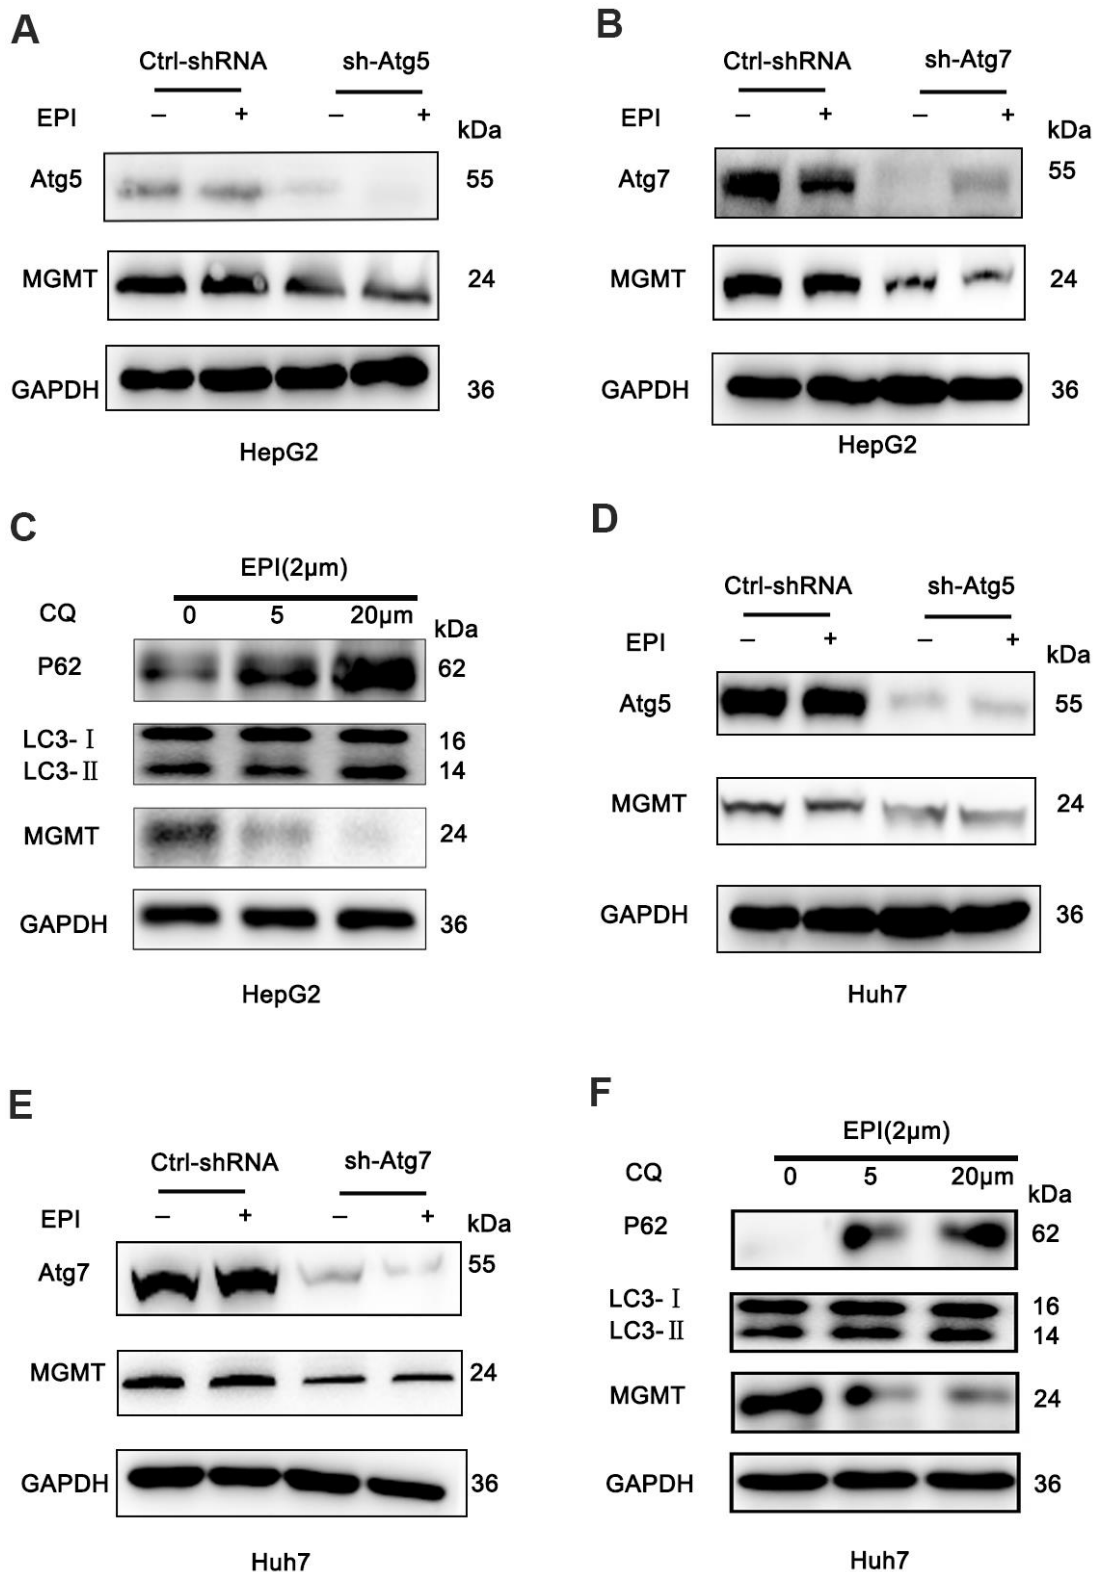 A
Ctrl-shRNA sh-Atg5
EPI − + − +
kDa
Atg5 55
MGMT 24
GAPDH 36
HepG2
B
Ctrl-shRNA sh-Atg7
EPI − + − +
kDa
Atg7 55
MGMT 24
GAPDH 36
HepG2
C
EPI(2μm)
CQ 0 5 20μm
kDa
P62 62
LC3-Ⅰ 16
LC3-Ⅱ 14
MGMT 24
GAPDH 36
HepG2
D
Ctrl-shRNA sh-Atg5
EPI − + − +
kDa
Atg5 55
MGMT 24
GAPDH 36
Huh7
E
Ctrl-shRNA sh-Atg7
EPI − + − +
kDa
Atg7 55
MGMT 24
GAPDH 36
Huh7
F
EPI(2μm)
CQ 0 5 20μm
kDa
P62 62
LC3-Ⅰ 16
LC3-Ⅱ 14
MGMT 24
GAPDH 36
Huh7